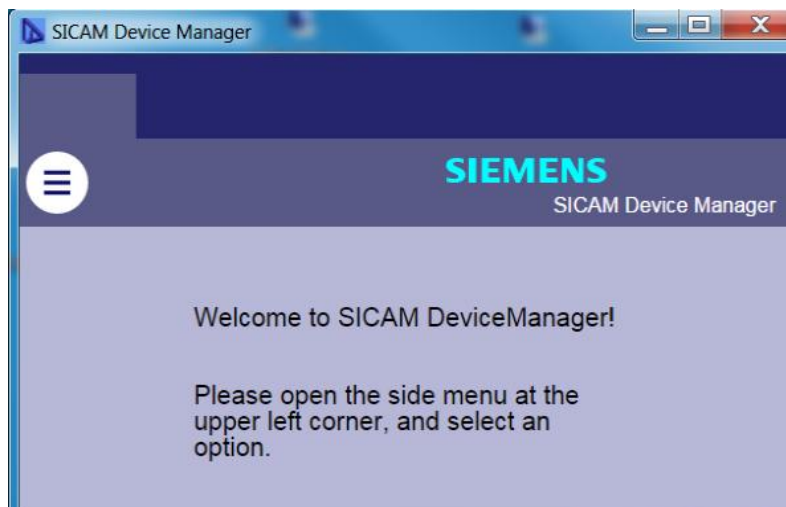 SICAM Device Manager
SIEMENS
SICAM Device Manager
Welcome to SICAM DeviceManager!
Please open the side menu at the
upper left corner, and select an
option.